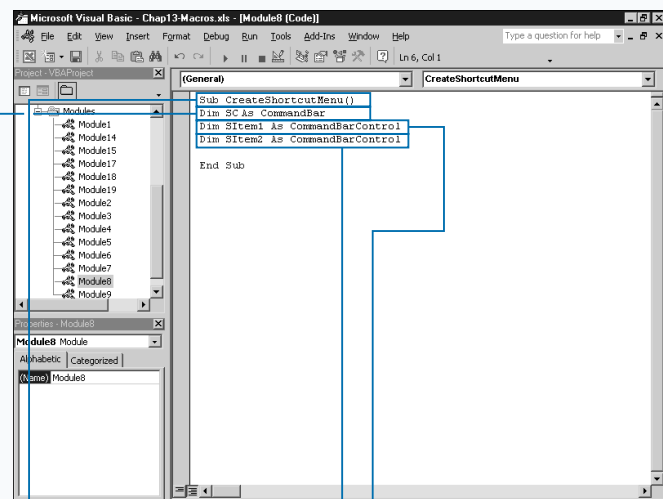 Microsoft Visual Basic - Chap13-Macros.xls - [Module8 (Code)]
File Edit View Insert Format Debug Run Tools Add-Ins Window Help Type a question for help
Ln 6, Col 1
Project - VBAProject
(General) CreateShortcutMenu
Modules
Module1
Module14
Module15
Module17
Module18
Module19
Module2
Module3
Module4
Module5
Module6
Module7
Module8
Module9
Properties - Module8
Module8 Module
Alphabetic Categorized
(Name) Module8
Sub CreateShortcutMenu()
Dim SC As CommandBar
Dim SItem1 As CommandBarControl
Dim SItem2 As CommandBarControl
End Sub